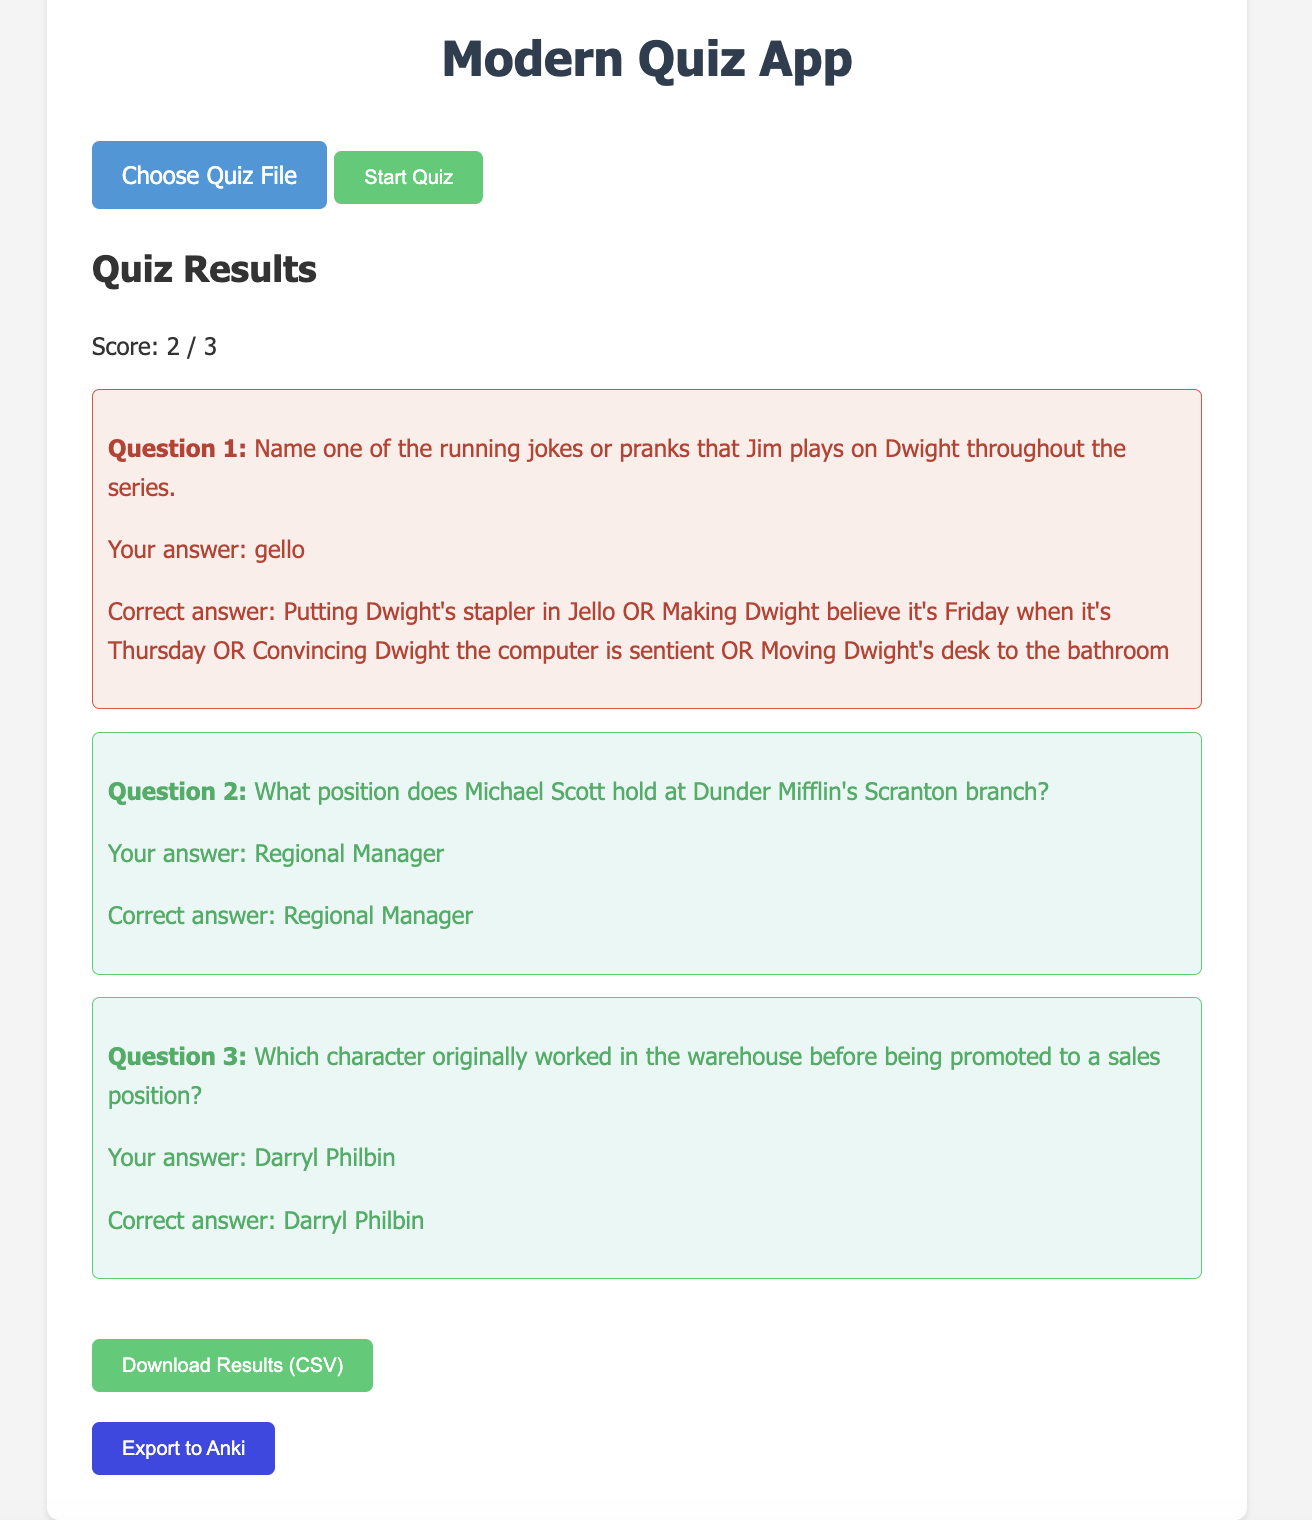 Modern Quiz App
Choose Quiz File
Start Quiz
Quiz Results
Score: 2 / 3
Question 1: Name one of the running jokes or pranks that Jim plays on Dwight throughout the
series.
Your answer: gello
Correct answer: Putting Dwight's stapler in Jello OR Making Dwight believe it's Friday when it's
Thursday OR Convincing Dwight the computer is sentient OR Moving Dwight's desk to the bathroom
Question 2: What position does Michael Scott hold at Dunder Mifflin's Scranton branch?
Your answer: Regional Manager
Correct answer: Regional Manager
Question 3: Which character originally worked in the warehouse before being promoted to a sales
position?
Your answer: Darryl Philbin
Correct answer: Darryl Philbin
Download Results (CSV)
Export to Anki